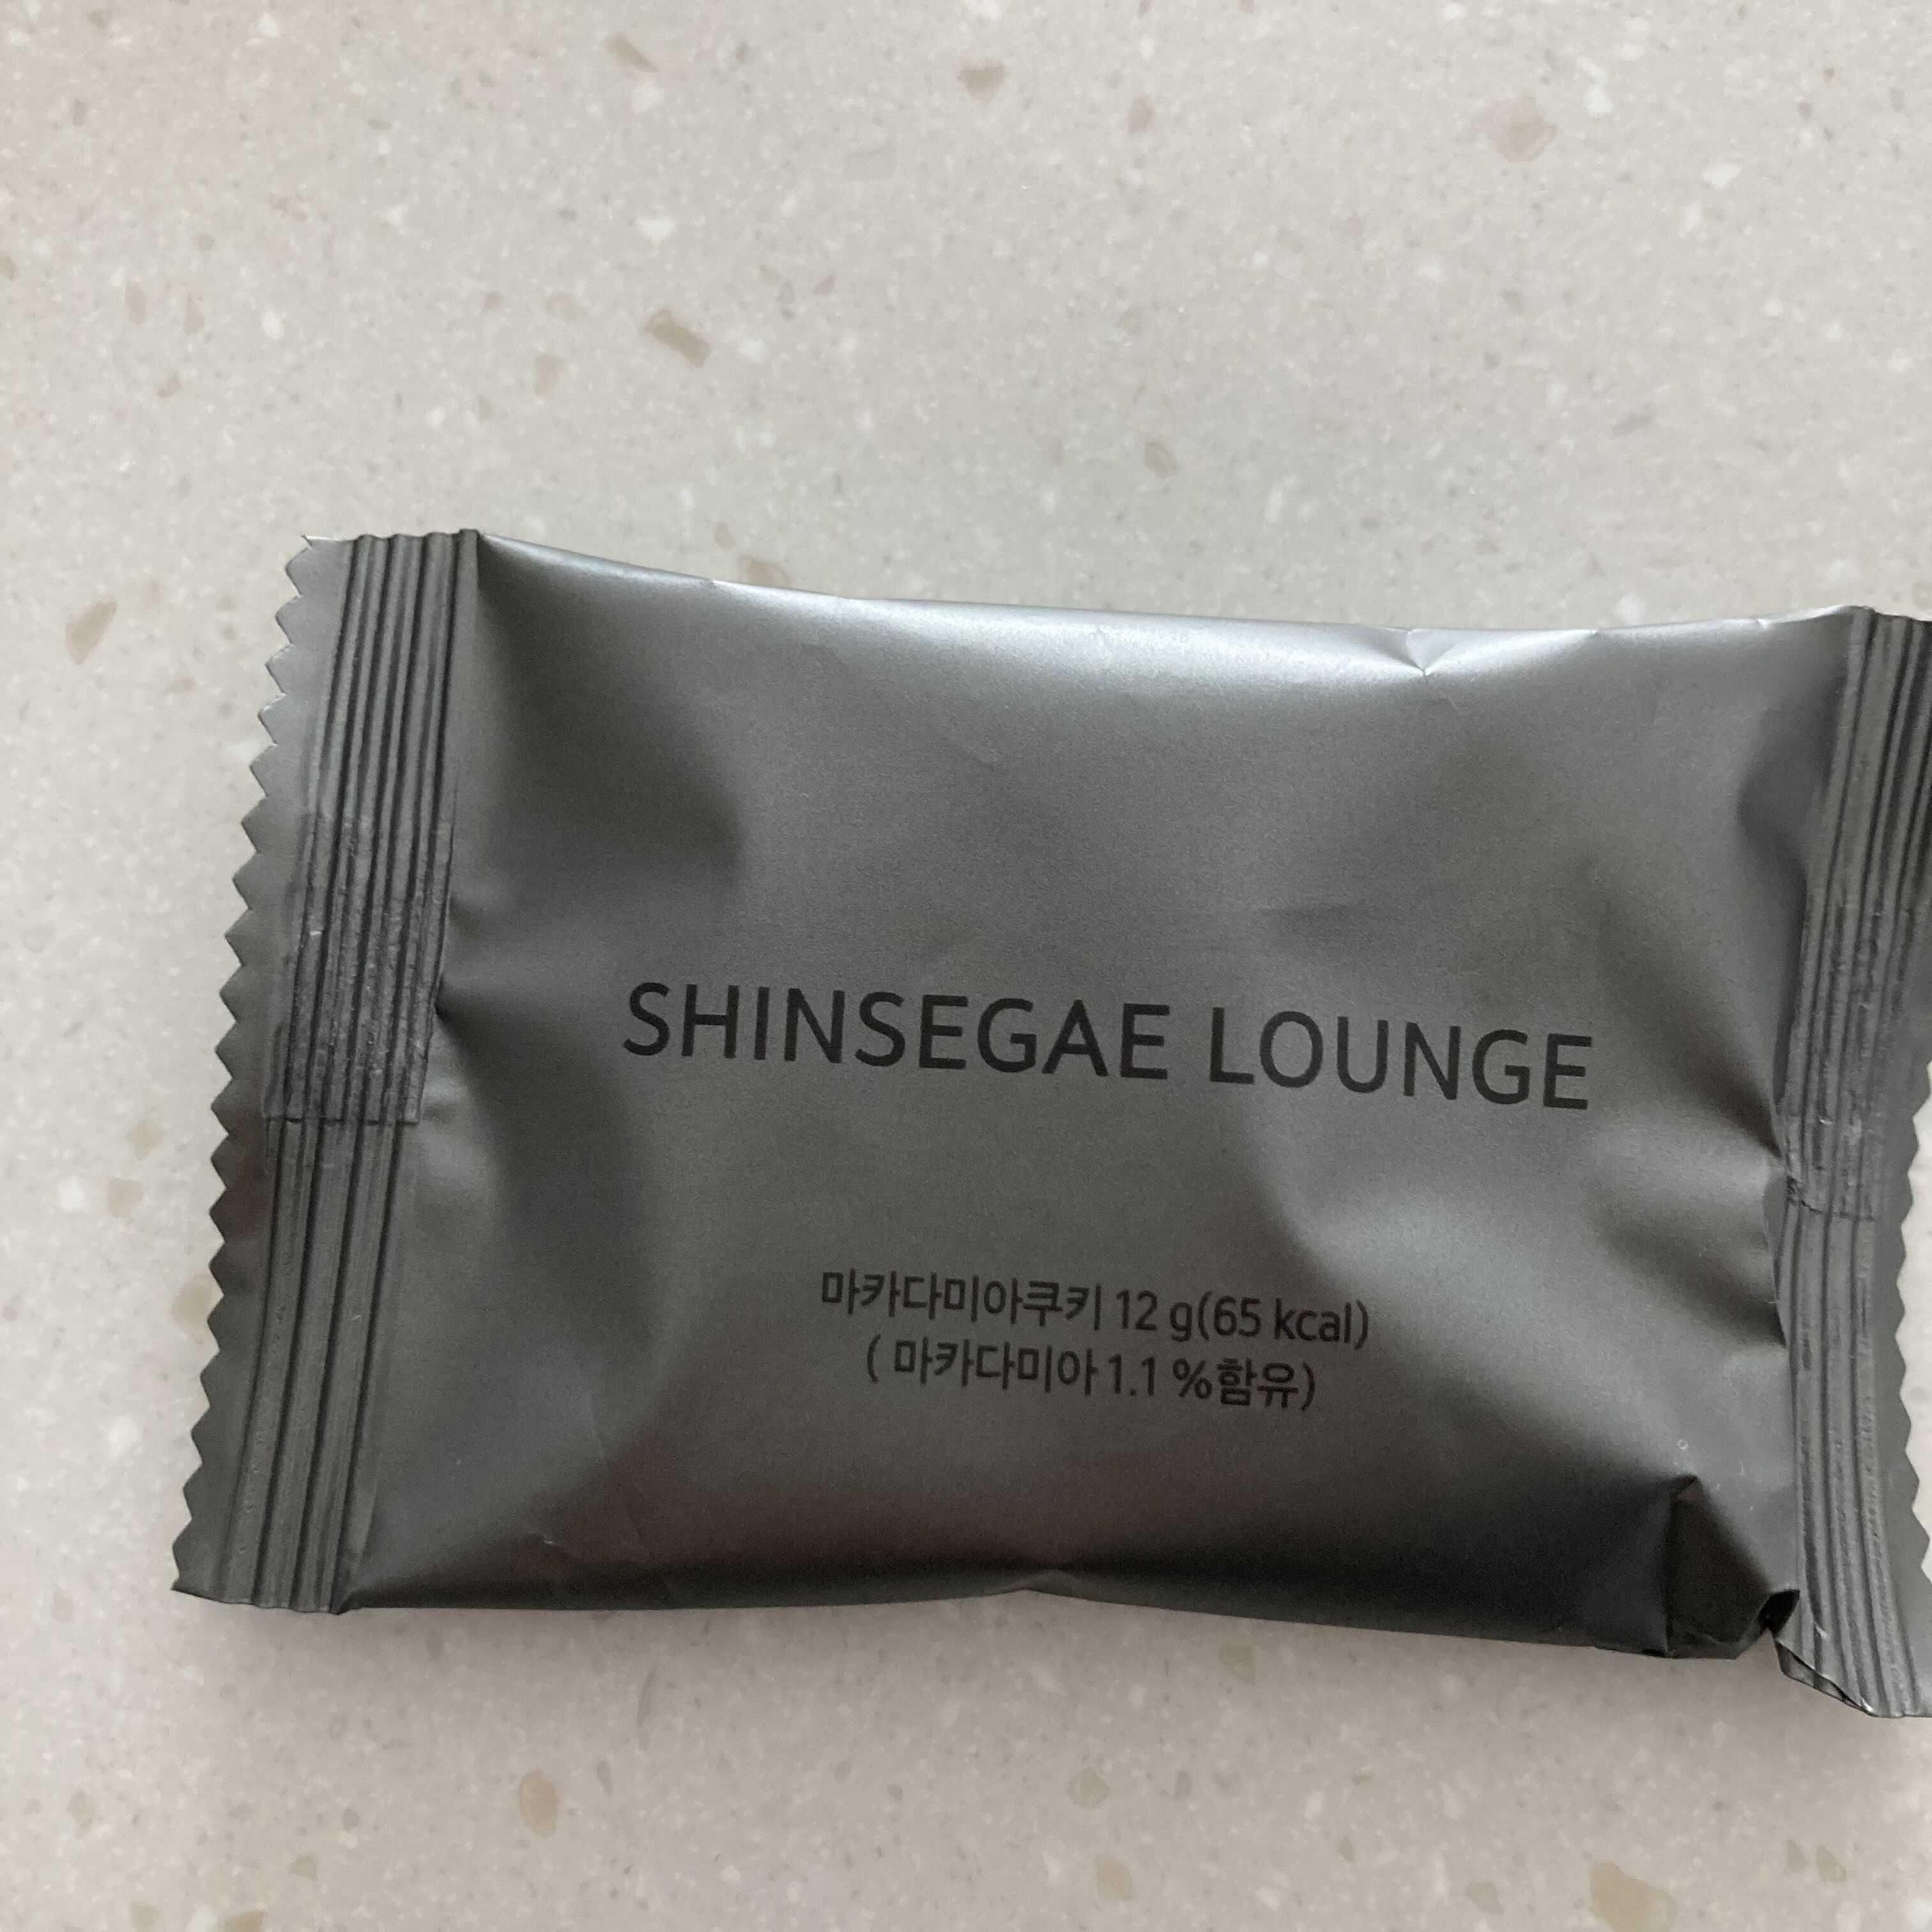 SHINSEGAE LOUNGE
마카다미아쿠키 12 g(65 kcal)
( 마카다미아 1.1 %함유)